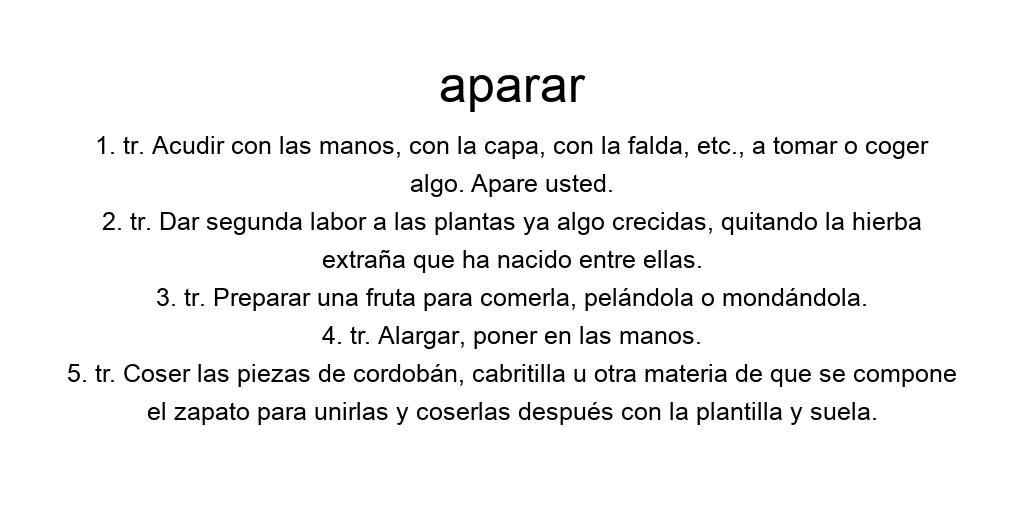 aparar
1. tr. Acudir con las manos, con la capa, con la falda, etc., a tomar o coger
algo. Apare usted.
2. tr. Dar segunda labor a las plantas ya algo crecidas, quitando la hierba
extraña que ha nacido entre ellas.
3. tr. Preparar una fruta para comerla, pelándola o mondándola.
4. tr. Alargar, poner en las manos.
5. tr. Coser las piezas de cordobán, cabritilla u otra materia de que se compone
el zapato para unirlas y coserlas después con la plantilla y suela.